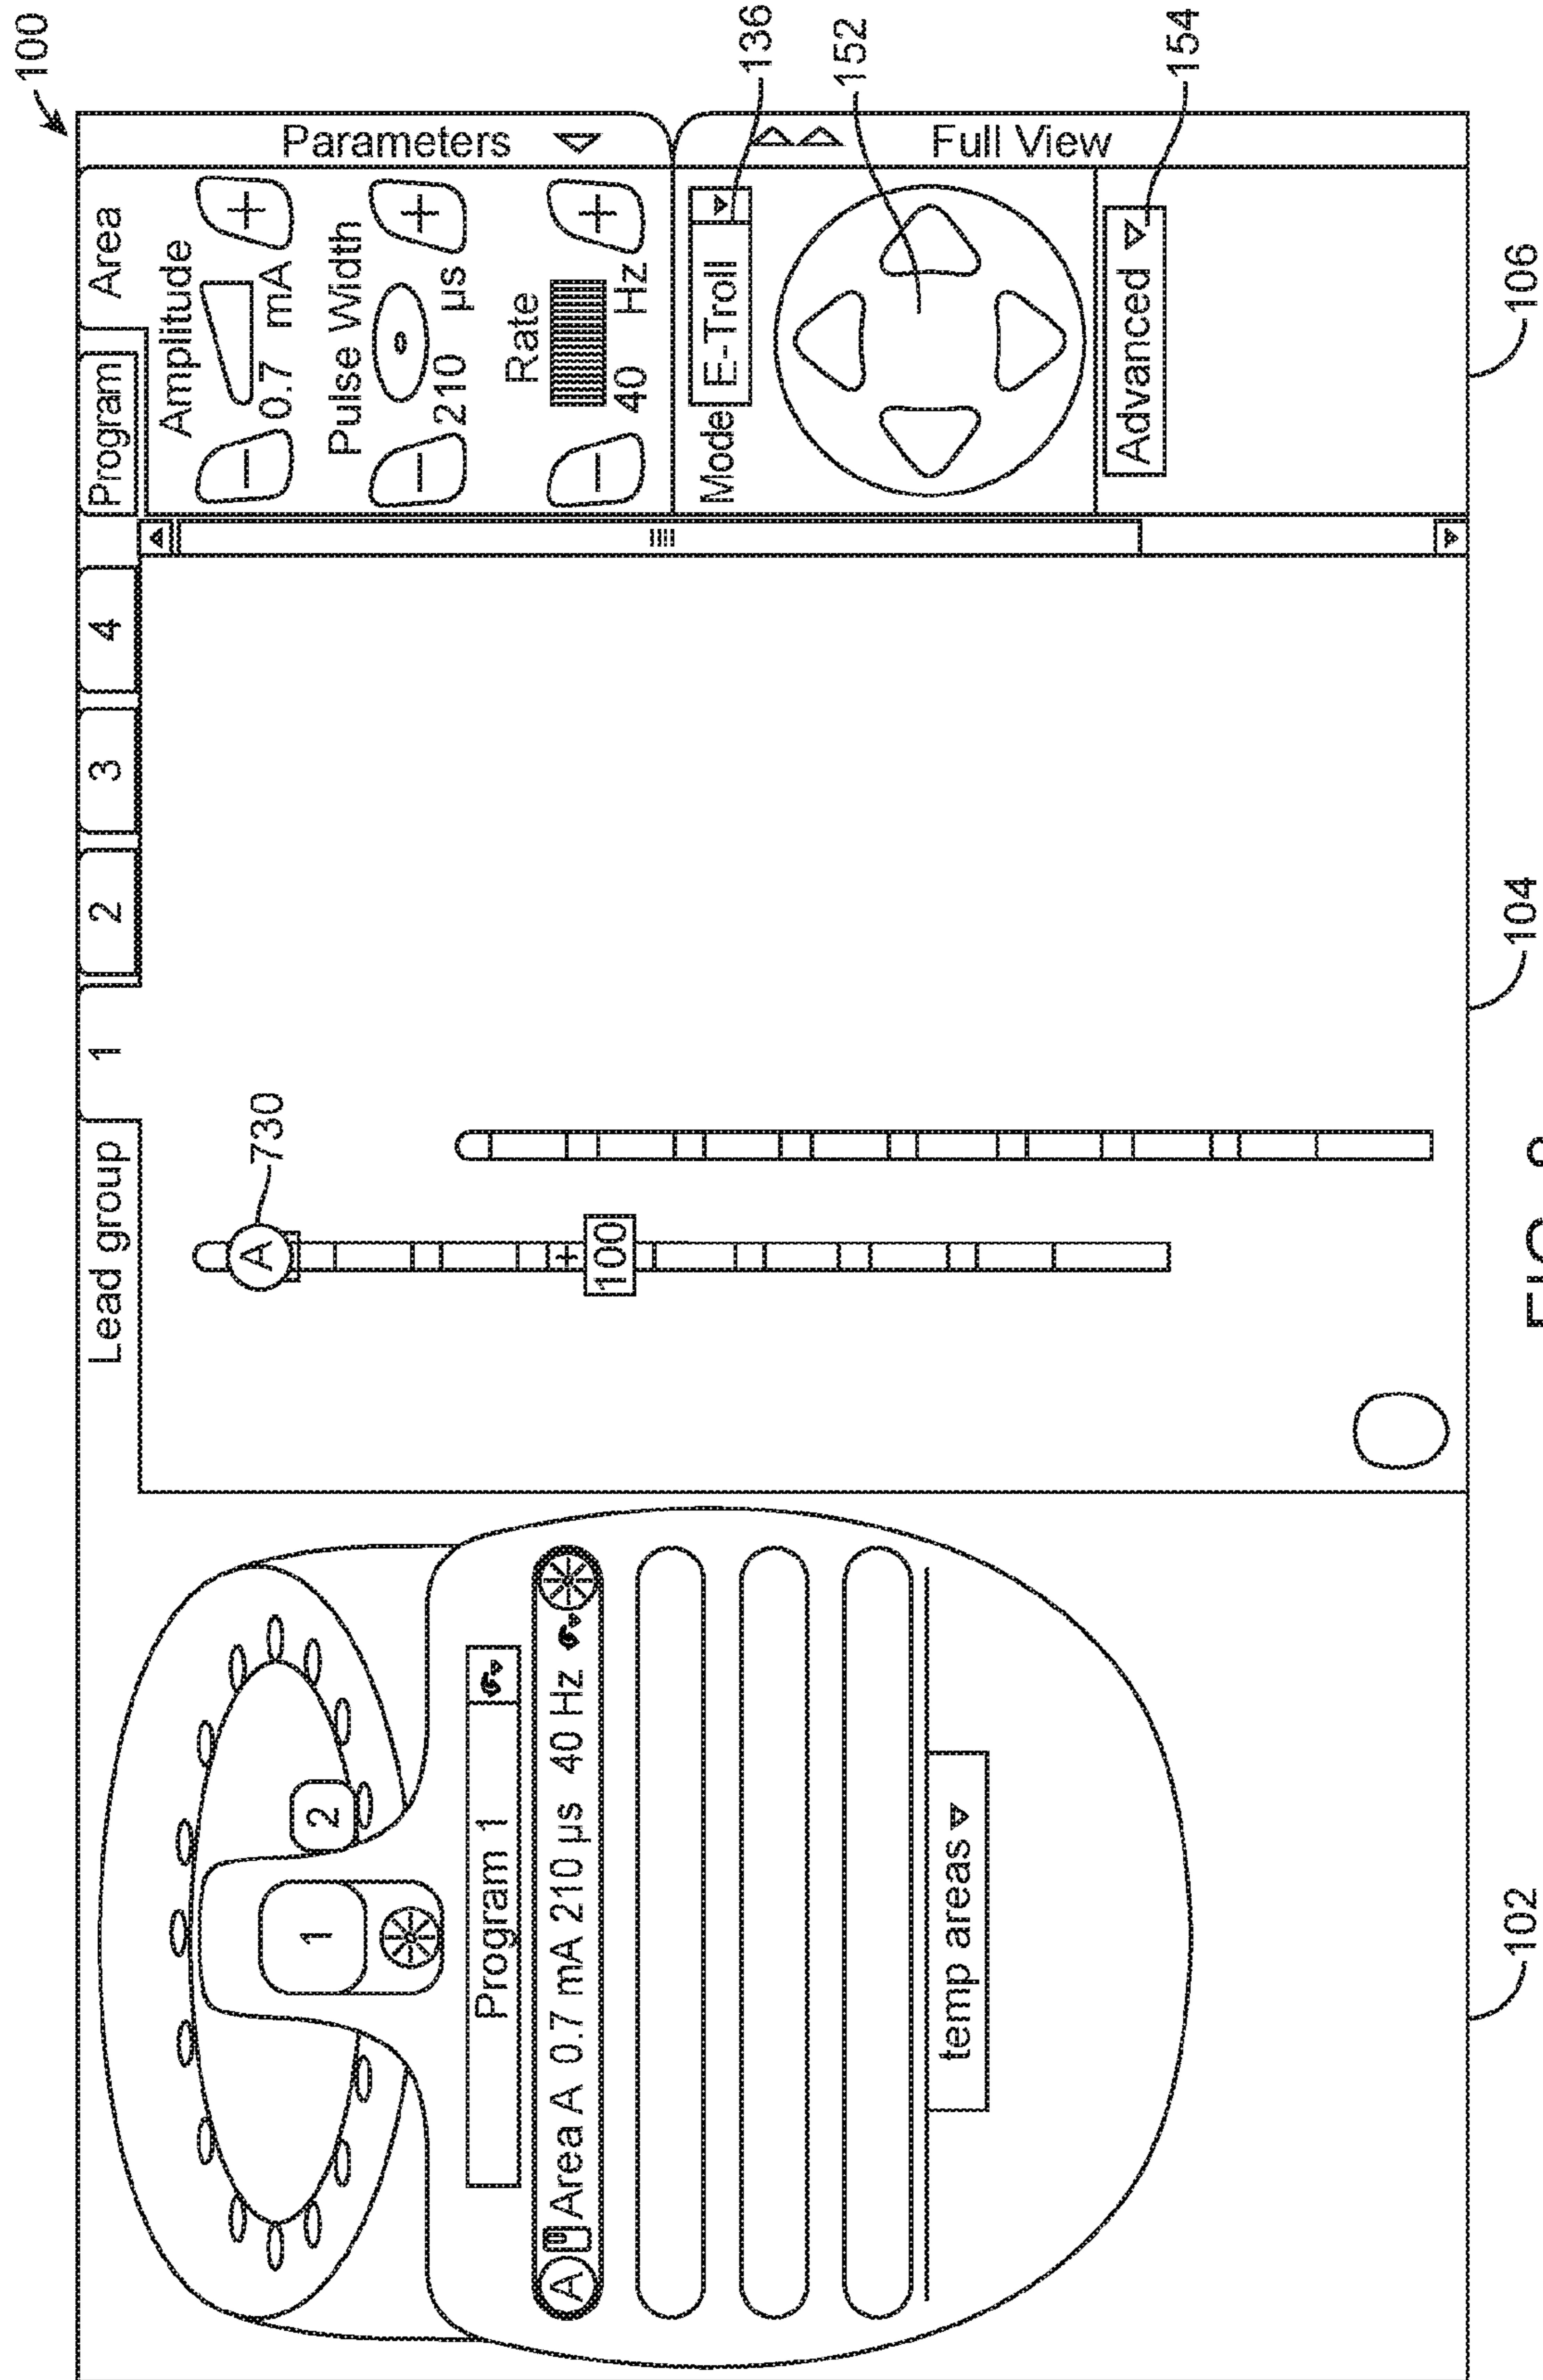 100
Lead group
1
2
3
4
Program
Area
1
2
Program 1
A Area A 0.7 mA 210 µs 40 Hz
temp areas
A
730
100
Amplitude
0.7 mA
Pulse Width
210 µs
Rate
40 Hz
Parameters
Mode E-Troll
136
152
Full View
Advanced
154
102
104
106